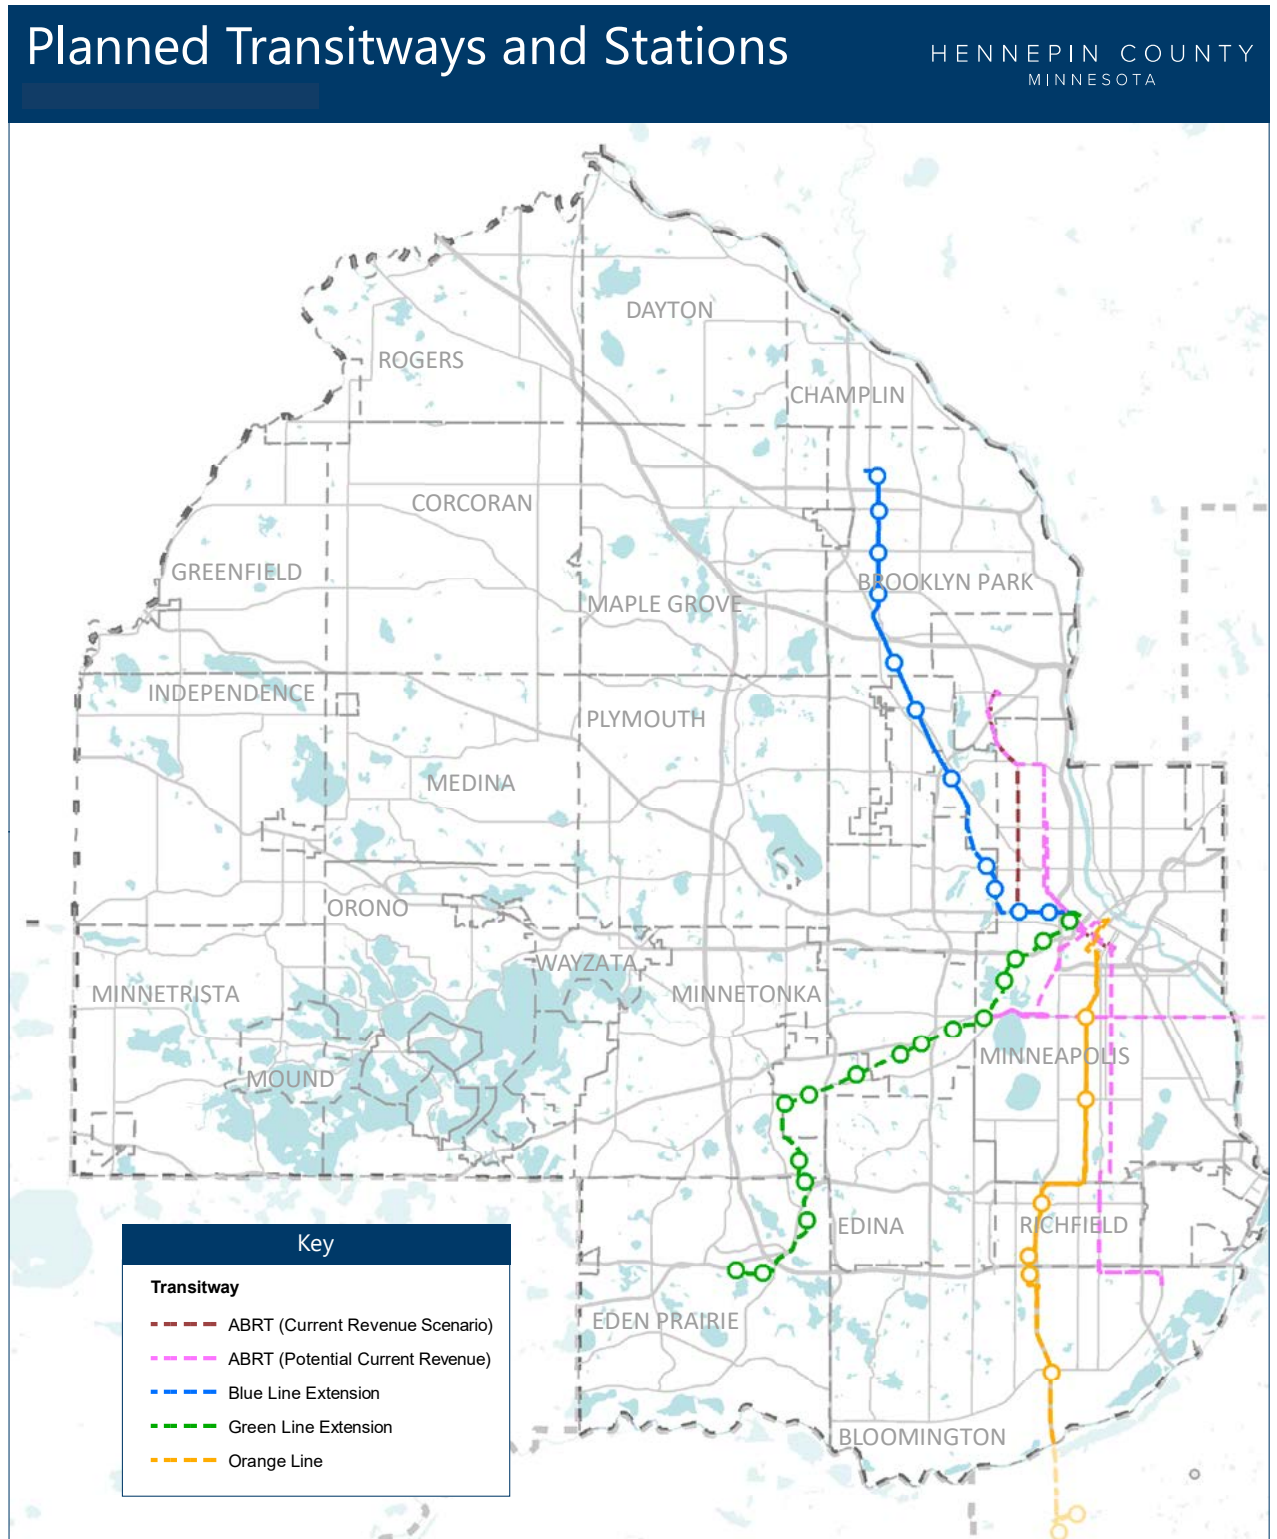 Planned Transitways and Stations
HENNEPIN COUNTY
MINNESOTA
DAYTON
ROGERS
CHAMPLIN
CORCORAN
GREENFIELD
BROOKLYN PARK
MAPLE GROVE
INDEPENDENCE
PLYMOUTH
MEDINA
ORONO
WAYZATA
MINNETRISTA
MINNETONKA
MINNEAPOLIS
MOUND
EDINA
RICHFIELD
EDEN PRAIRIE
BLOOMINGTON
Key
Transitway
ABRT (Current Revenue Scenario)
ABRT (Potential Current Revenue)
Blue Line Extension
Green Line Extension
Orange Line